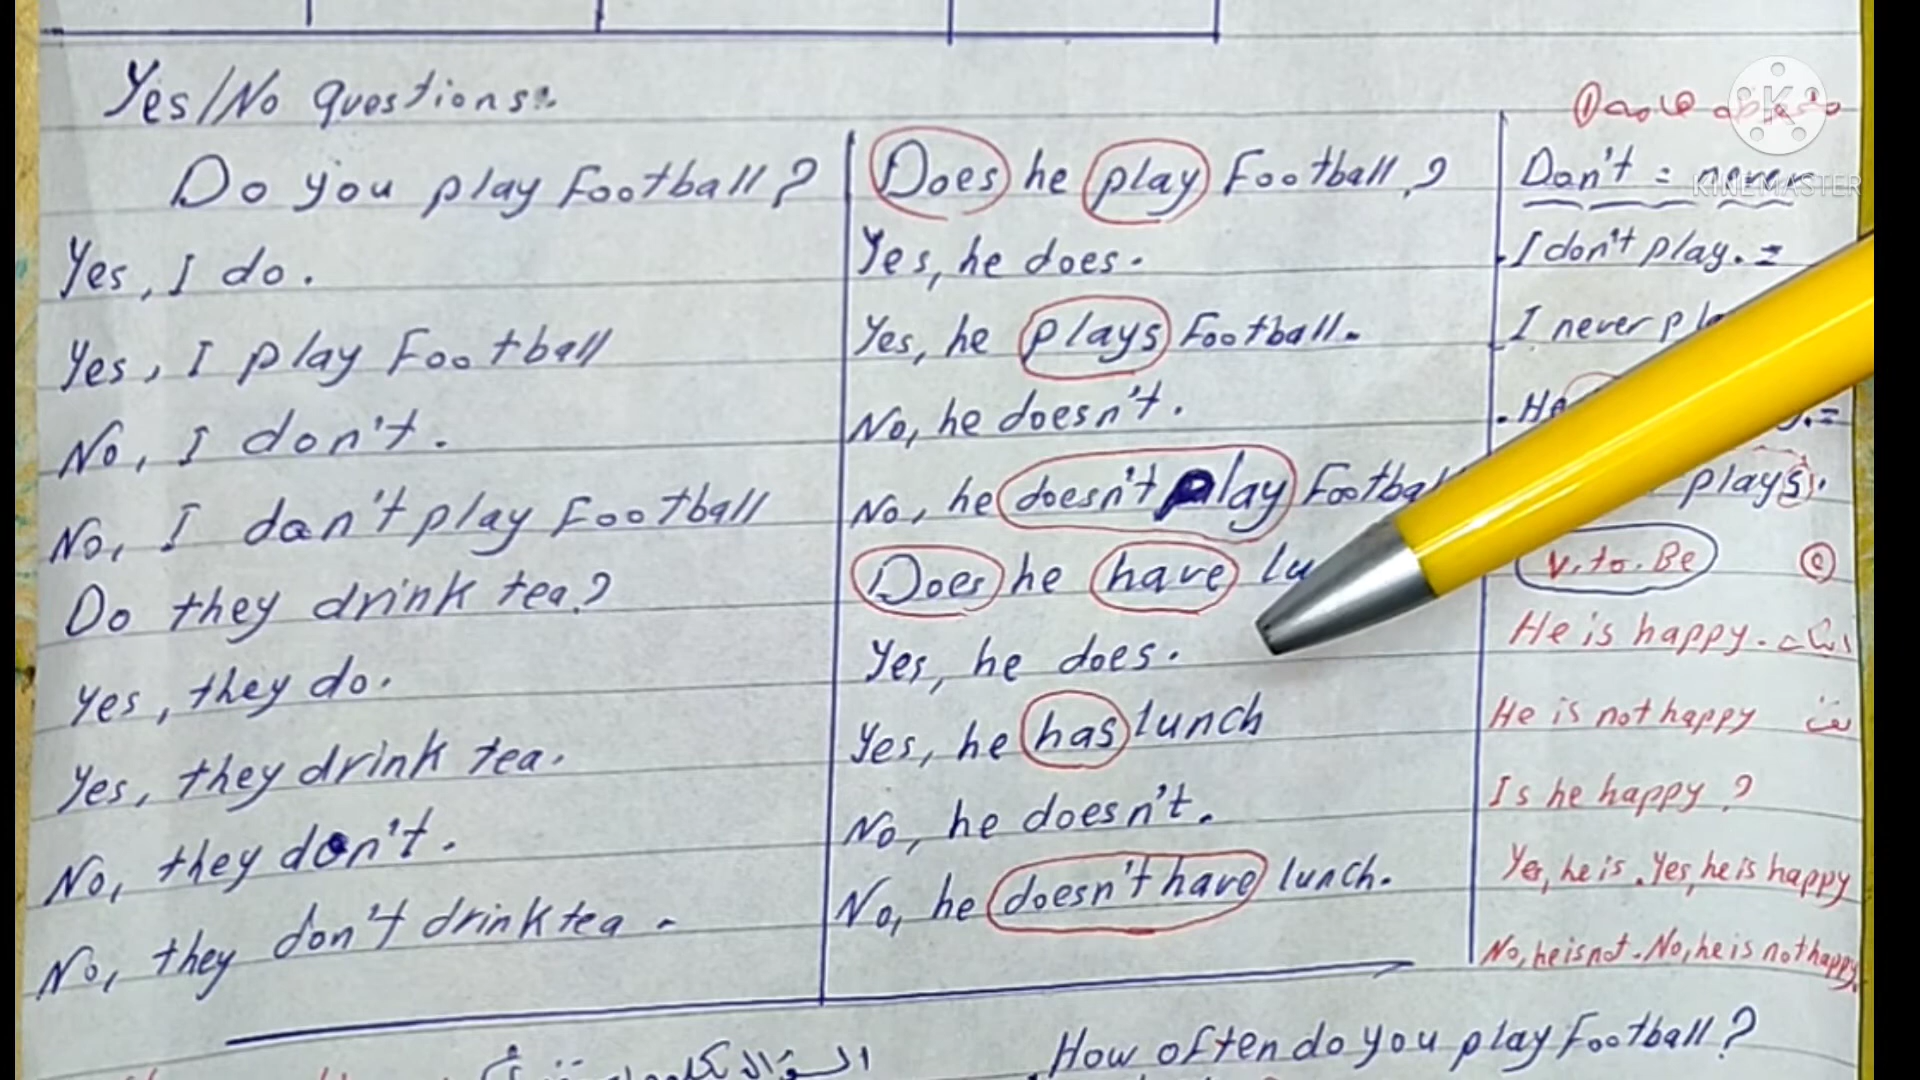 Yes/No questions:
Do you play Football?
Yes, I do.
Yes, I play Football
No, I don't.
No, I don't play Football
Do they drink tea?
Yes, they do.
Yes, they drink tea.
No, they don't.
No, they don't drink tea.
Does he play Football?
Yes, he does.
Yes, he plays Football.
No, he doesn't.
No, he doesn't play
Does he have
Yes, he does.
Yes, he has lunch
No, he doesn't.
No, he doesn't have lunch.
Don't = never
I don't play. =
I never
He
plays.
V. to. Be
He is happy.
He is not happy
Is he happy?
Yes, he is. Yes, he is happy
No, he is not. No, he is not happy.
السؤال بكلمة
How often do you play Football?
KINEMASTER